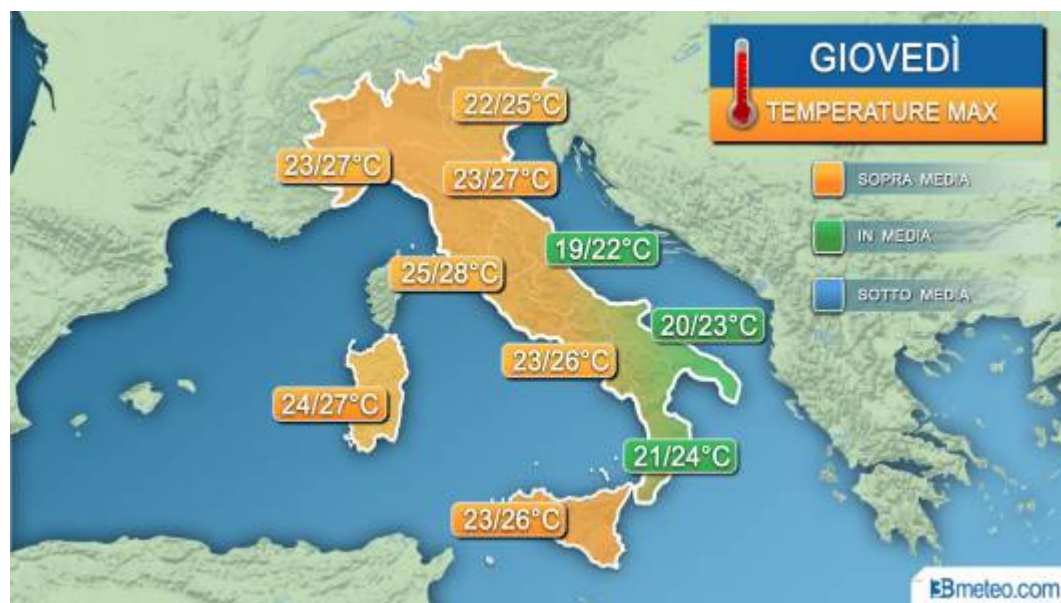 GIOVEDÌ
TEMPERATURE MAX
22/25°C
23/27°C
23/27°C
SOPRA MEDIA
19/22°C
IN MEDIA
25/28°C
SOTTO MEDIA
20/23°C
23/26°C
24/27°C
21/24°C
23/26°C
3Bmeteo.com